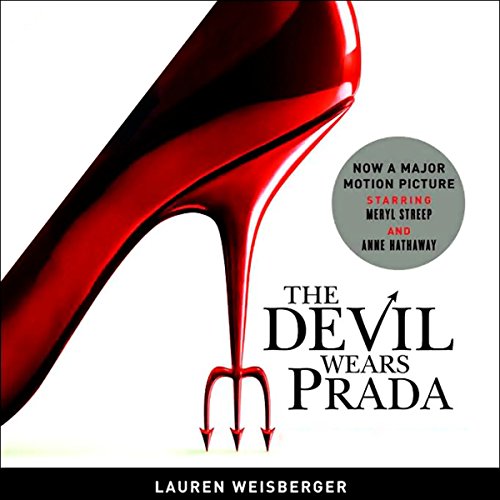 NOW A MAJOR
MOTION PICTURE
STARRING
MERYL STREEP
AND
ANNE HATHAWAY
THE
DEVIL
WEARS
PRADA
LAUREN WEISBERGER